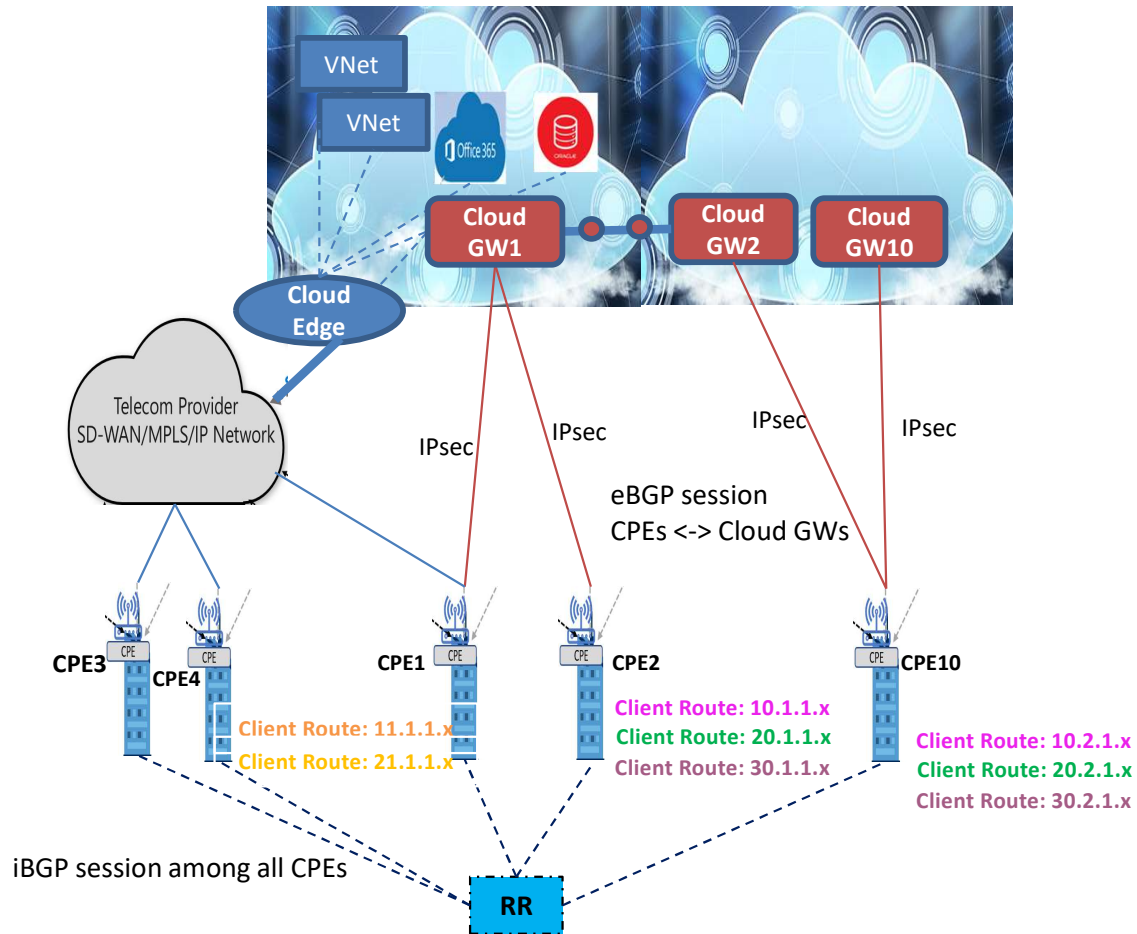 VNet
VNet
Office 365
ORACLE
Cloud
GW1
Cloud
GW2
Cloud
GW10
Cloud
Edge
Telecom Provider
SD-WAN/MPLS/IP Network
IPsec
IPsec
IPsec
IPsec
eBGP session
CPEs <-> Cloud GWs
CPE
CPE3
CPE
CPE4
CPE
CPE1
CPE
CPE2
CPE
CPE10
Client Route: 11.1.1.x
Client Route: 21.1.1.x
Client Route: 10.1.1.x
Client Route: 20.1.1.x
Client Route: 30.1.1.x
Client Route: 10.2.1.x
Client Route: 20.2.1.x
Client Route: 30.2.1.x
iBGP session among all CPEs
RR